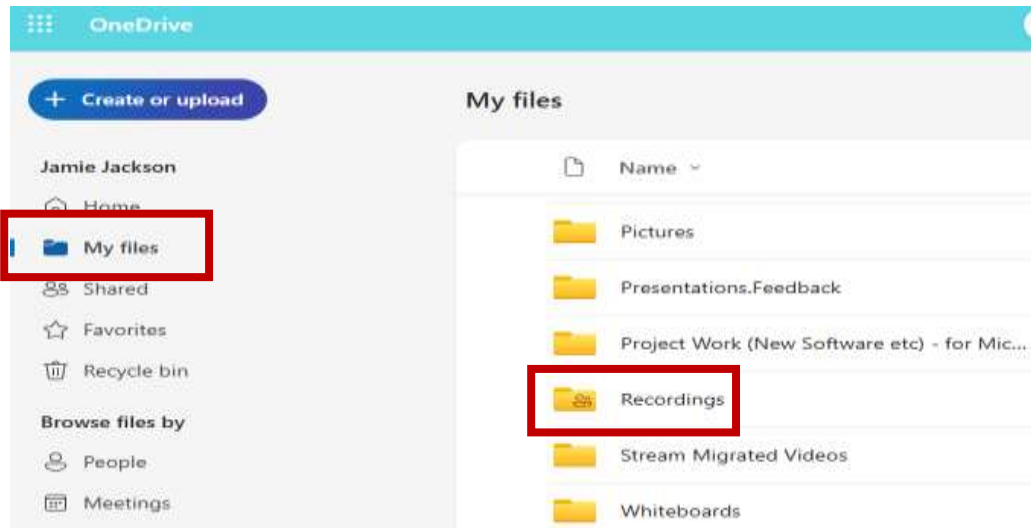 OneDrive
+ Create or upload
Jamie Jackson
Home
My files
Shared
Favorites
Recycle bin
Browse files by
People
Meetings
My files
Name
Pictures
Presentations.Feedback
Project Work (New Software etc) - for Mic...
Recordings
Stream Migrated Videos
Whiteboards